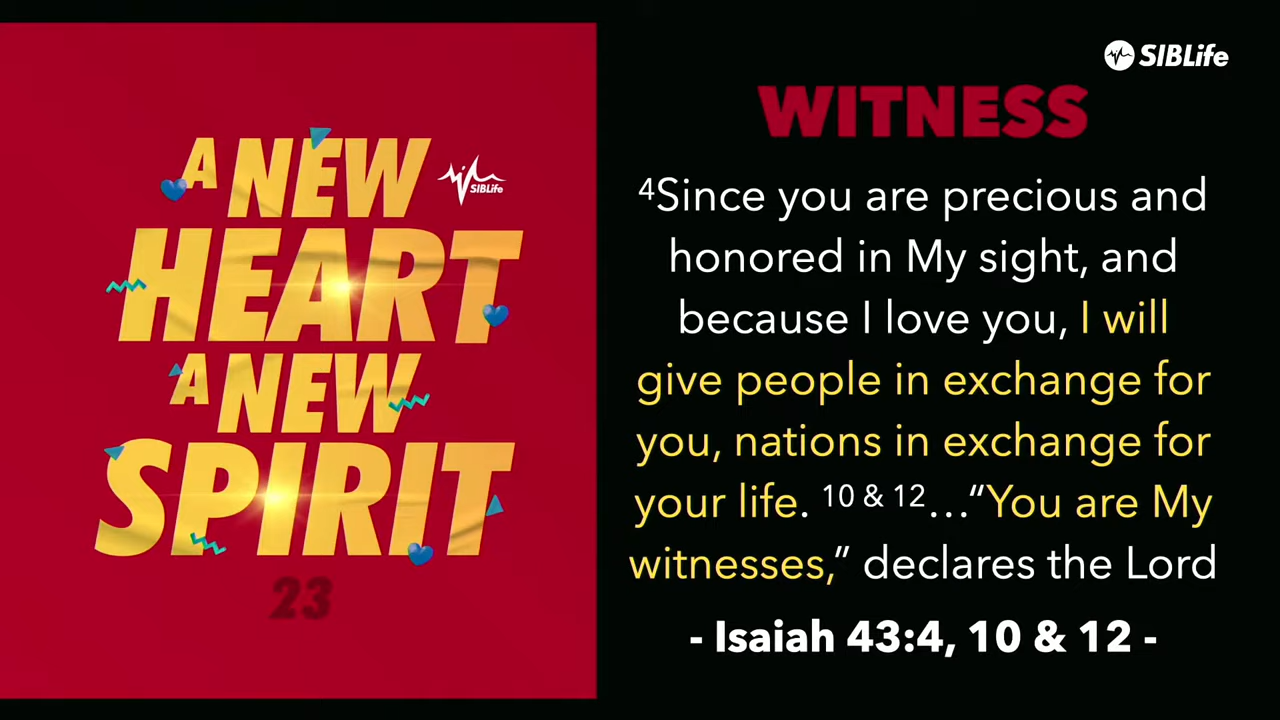 A NEW
SIBLife
HEART
A NEW
SPIRIT
23
SIBLife
WITNESS
4Since you are precious and
honored in My sight, and
because I love you, I will
give people in exchange for
you, nations in exchange for
your life. 10 & 12…“You are My
witnesses,” declares the Lord
- Isaiah 43:4, 10 & 12 -